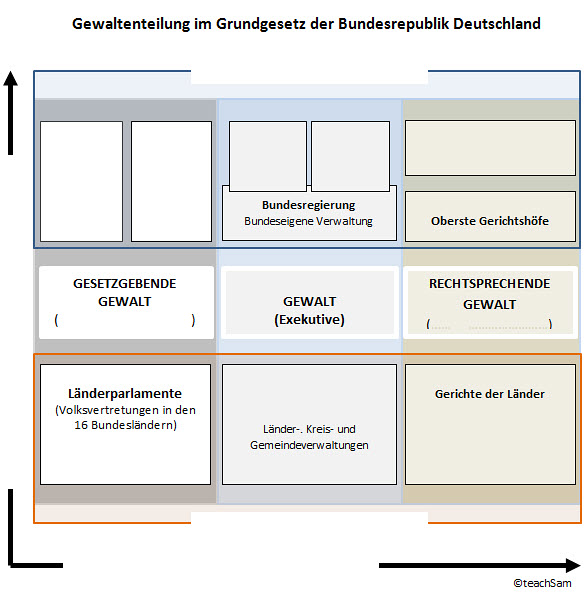 Gewaltenteilung im Grundgesetz der Bundesrepublik Deutschland
Bundesregierung
Bundeseigene Verwaltung
Oberste Gerichtshöfe
GESETZGEBENDE
GEWALT
( )
GEWALT
(Exekutive)
RECHTSPRECHENDE
GEWALT
(...... ........................)
Länderparlamente
(Volksvertretungen in den
16 Bundesländern)
Länder-. Kreis- und
Gemeindeverwaltungen
Gerichte der Länder
©teachSam